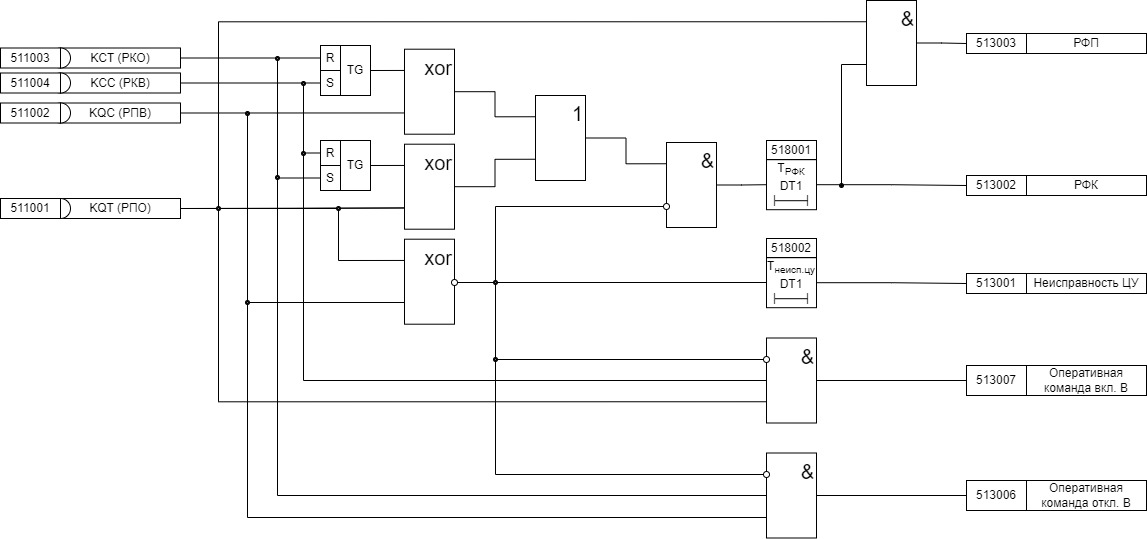 &
513003 РФП
511003 KCT (РКО)
R
S
TG
xor
511004 KCC (РКВ)
511002 KQC (РПВ)
1
R
S
TG
xor
&
518001
TРФК
DT1
513002 РФК
511001 KQT (РПО)
xor
518002
Tнеисп.цу
DT1
513001 Неисправность ЦУ
&
513007 Оперативная
команда вкл. В
&
513006 Оперативная
команда откл. В